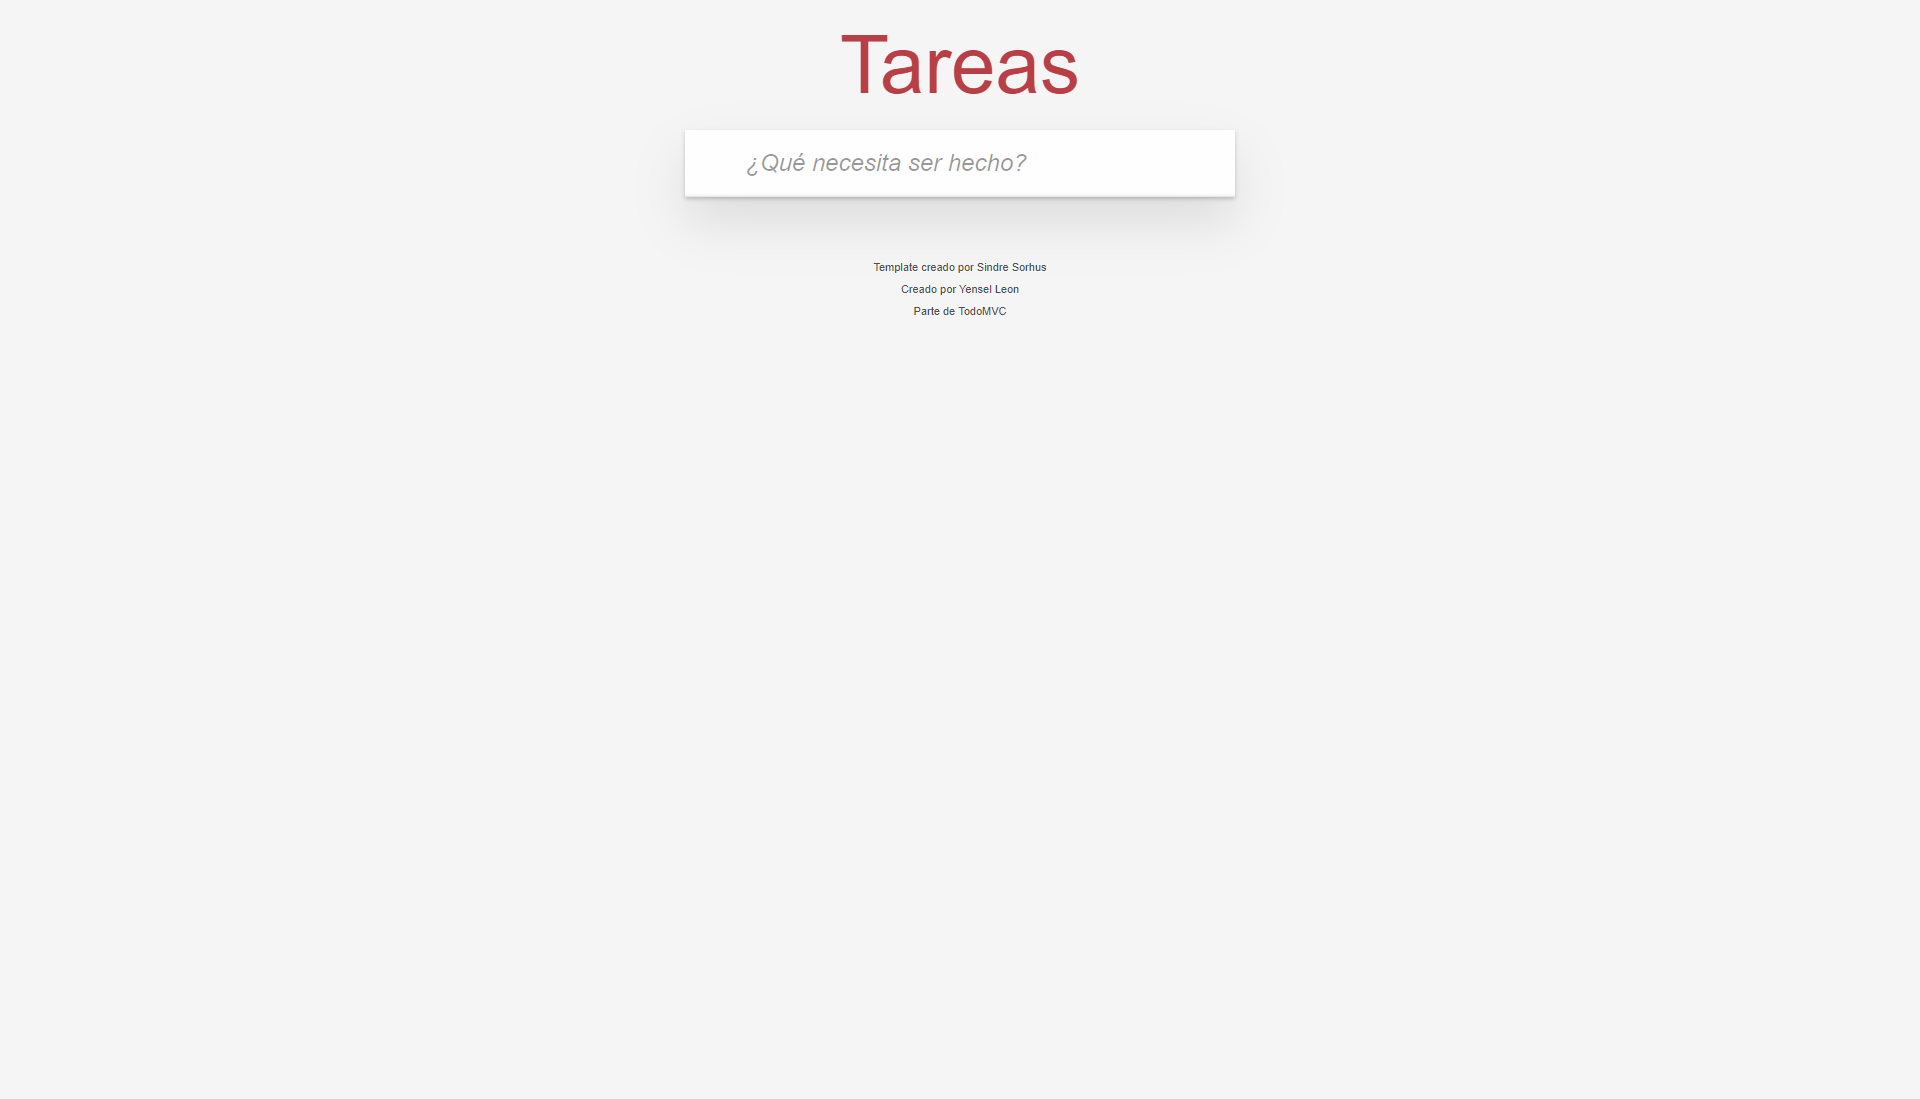 Tareas
¿Qué necesita ser hecho?
Template creado por Sindre Sorhus
Creado por Yensel Leon
Parte de TodoMVC